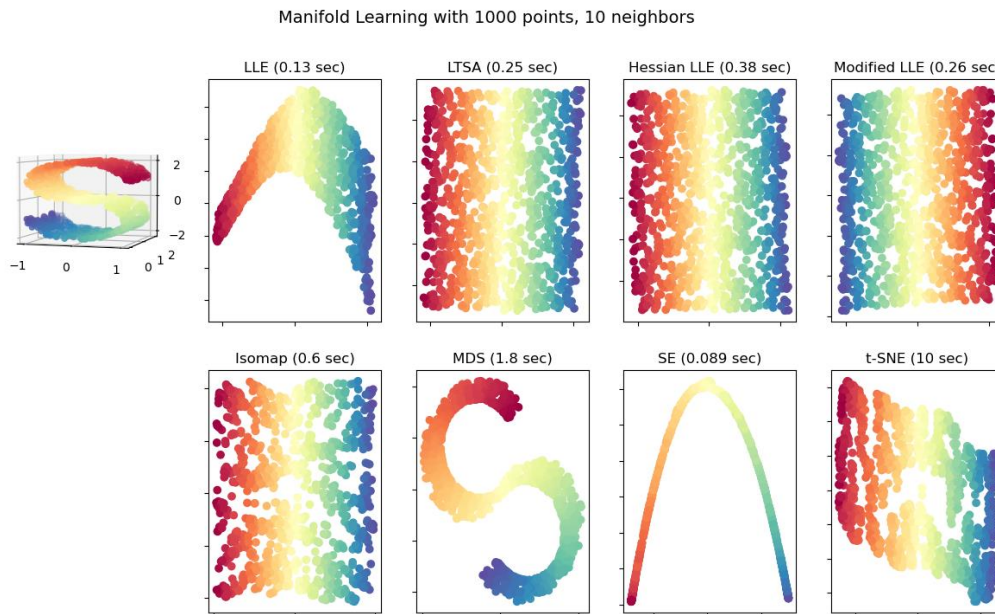 Manifold Learning with 1000 points, 10 neighbors
LLE (0.13 sec)
LTSA (0.25 sec)
Hessian LLE (0.38 sec)
Modified LLE (0.26 sec)
2
0
−2
−1
0
1
0
1
2
Isomap (0.6 sec)
MDS (1.8 sec)
SE (0.089 sec)
t-SNE (10 sec)